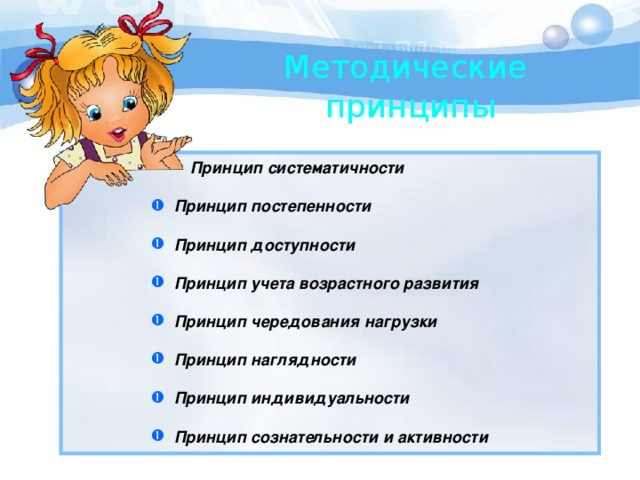 Методические
принципы
Принцип систематичности
Принцип постепенности
Принцип доступности
Принцип учета возрастного развития
Принцип чередования нагрузки
Принцип наглядности
Принцип индивидуальности
Принцип сознательности и активности